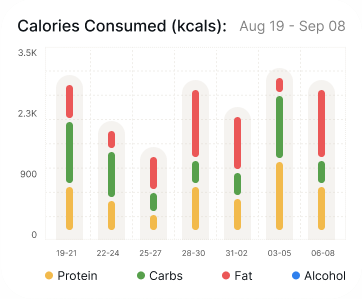 Calories Consumed (kcals): Aug 19 - Sep 08
3.5K
2.3K
900
0
19-21 22-24 25-27 28-30 31-02 03-05 06-08
Protein Carbs Fat Alcohol